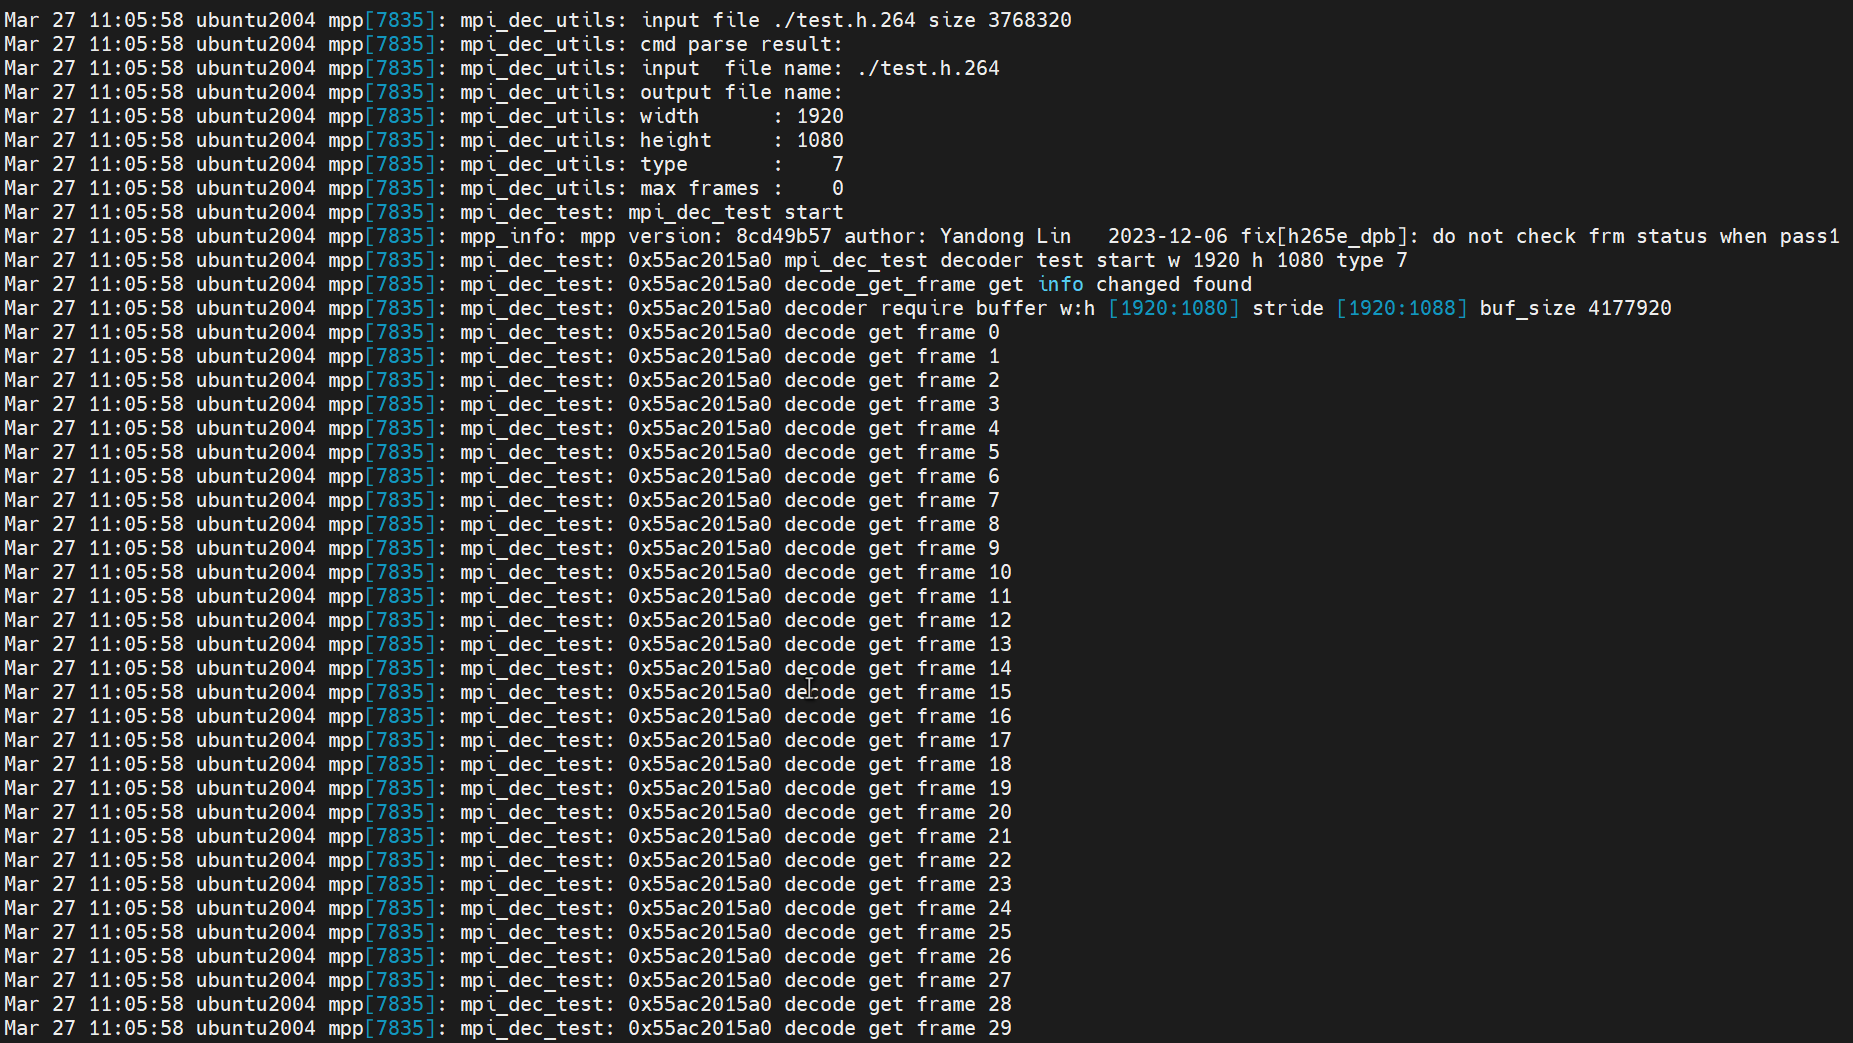 Mar 27 11:05:58 ubuntu2004 mpp[7835]: mpi_dec_utils: input file ./test.h.264 size 3768320
Mar 27 11:05:58 ubuntu2004 mpp[7835]: mpi_dec_utils: cmd parse result:
Mar 27 11:05:58 ubuntu2004 mpp[7835]: mpi_dec_utils: input  file name: ./test.h.264
Mar 27 11:05:58 ubuntu2004 mpp[7835]: mpi_dec_utils: output file name:
Mar 27 11:05:58 ubuntu2004 mpp[7835]: mpi_dec_utils: width      : 1920
Mar 27 11:05:58 ubuntu2004 mpp[7835]: mpi_dec_utils: height     : 1080
Mar 27 11:05:58 ubuntu2004 mpp[7835]: mpi_dec_utils: type       :    7
Mar 27 11:05:58 ubuntu2004 mpp[7835]: mpi_dec_utils: max frames :    0
Mar 27 11:05:58 ubuntu2004 mpp[7835]: mpi_dec_test: mpi_dec_test start
Mar 27 11:05:58 ubuntu2004 mpp[7835]: mpp_info: mpp version: 8cd49b57 author: Yandong Lin   2023-12-06 fix[h265e_dpb]: do not check frm status when pass1
Mar 27 11:05:58 ubuntu2004 mpp[7835]: mpi_dec_test: 0x55ac2015a0 mpi_dec_test decoder test start w 1920 h 1080 type 7
Mar 27 11:05:58 ubuntu2004 mpp[7835]: mpi_dec_test: 0x55ac2015a0 decode_get_frame get info changed found
Mar 27 11:05:58 ubuntu2004 mpp[7835]: mpi_dec_test: 0x55ac2015a0 decoder require buffer w:h [1920:1080] stride [1920:1088] buf_size 4177920
Mar 27 11:05:58 ubuntu2004 mpp[7835]: mpi_dec_test: 0x55ac2015a0 decode get frame 0
Mar 27 11:05:58 ubuntu2004 mpp[7835]: mpi_dec_test: 0x55ac2015a0 decode get frame 1
Mar 27 11:05:58 ubuntu2004 mpp[7835]: mpi_dec_test: 0x55ac2015a0 decode get frame 2
Mar 27 11:05:58 ubuntu2004 mpp[7835]: mpi_dec_test: 0x55ac2015a0 decode get frame 3
Mar 27 11:05:58 ubuntu2004 mpp[7835]: mpi_dec_test: 0x55ac2015a0 decode get frame 4
Mar 27 11:05:58 ubuntu2004 mpp[7835]: mpi_dec_test: 0x55ac2015a0 decode get frame 5
Mar 27 11:05:58 ubuntu2004 mpp[7835]: mpi_dec_test: 0x55ac2015a0 decode get frame 6
Mar 27 11:05:58 ubuntu2004 mpp[7835]: mpi_dec_test: 0x55ac2015a0 decode get frame 7
Mar 27 11:05:58 ubuntu2004 mpp[7835]: mpi_dec_test: 0x55ac2015a0 decode get frame 8
Mar 27 11:05:58 ubuntu2004 mpp[7835]: mpi_dec_test: 0x55ac2015a0 decode get frame 9
Mar 27 11:05:58 ubuntu2004 mpp[7835]: mpi_dec_test: 0x55ac2015a0 decode get frame 10
Mar 27 11:05:58 ubuntu2004 mpp[7835]: mpi_dec_test: 0x55ac2015a0 decode get frame 11
Mar 27 11:05:58 ubuntu2004 mpp[7835]: mpi_dec_test: 0x55ac2015a0 decode get frame 12
Mar 27 11:05:58 ubuntu2004 mpp[7835]: mpi_dec_test: 0x55ac2015a0 decode get frame 13
Mar 27 11:05:58 ubuntu2004 mpp[7835]: mpi_dec_test: 0x55ac2015a0 decode get frame 14
Mar 27 11:05:58 ubuntu2004 mpp[7835]: mpi_dec_test: 0x55ac2015a0 decode get frame 15
Mar 27 11:05:58 ubuntu2004 mpp[7835]: mpi_dec_test: 0x55ac2015a0 decode get frame 16
Mar 27 11:05:58 ubuntu2004 mpp[7835]: mpi_dec_test: 0x55ac2015a0 decode get frame 17
Mar 27 11:05:58 ubuntu2004 mpp[7835]: mpi_dec_test: 0x55ac2015a0 decode get frame 18
Mar 27 11:05:58 ubuntu2004 mpp[7835]: mpi_dec_test: 0x55ac2015a0 decode get frame 19
Mar 27 11:05:58 ubuntu2004 mpp[7835]: mpi_dec_test: 0x55ac2015a0 decode get frame 20
Mar 27 11:05:58 ubuntu2004 mpp[7835]: mpi_dec_test: 0x55ac2015a0 decode get frame 21
Mar 27 11:05:58 ubuntu2004 mpp[7835]: mpi_dec_test: 0x55ac2015a0 decode get frame 22
Mar 27 11:05:58 ubuntu2004 mpp[7835]: mpi_dec_test: 0x55ac2015a0 decode get frame 23
Mar 27 11:05:58 ubuntu2004 mpp[7835]: mpi_dec_test: 0x55ac2015a0 decode get frame 24
Mar 27 11:05:58 ubuntu2004 mpp[7835]: mpi_dec_test: 0x55ac2015a0 decode get frame 25
Mar 27 11:05:58 ubuntu2004 mpp[7835]: mpi_dec_test: 0x55ac2015a0 decode get frame 26
Mar 27 11:05:58 ubuntu2004 mpp[7835]: mpi_dec_test: 0x55ac2015a0 decode get frame 27
Mar 27 11:05:58 ubuntu2004 mpp[7835]: mpi_dec_test: 0x55ac2015a0 decode get frame 28
Mar 27 11:05:58 ubuntu2004 mpp[7835]: mpi_dec_test: 0x55ac2015a0 decode get frame 29